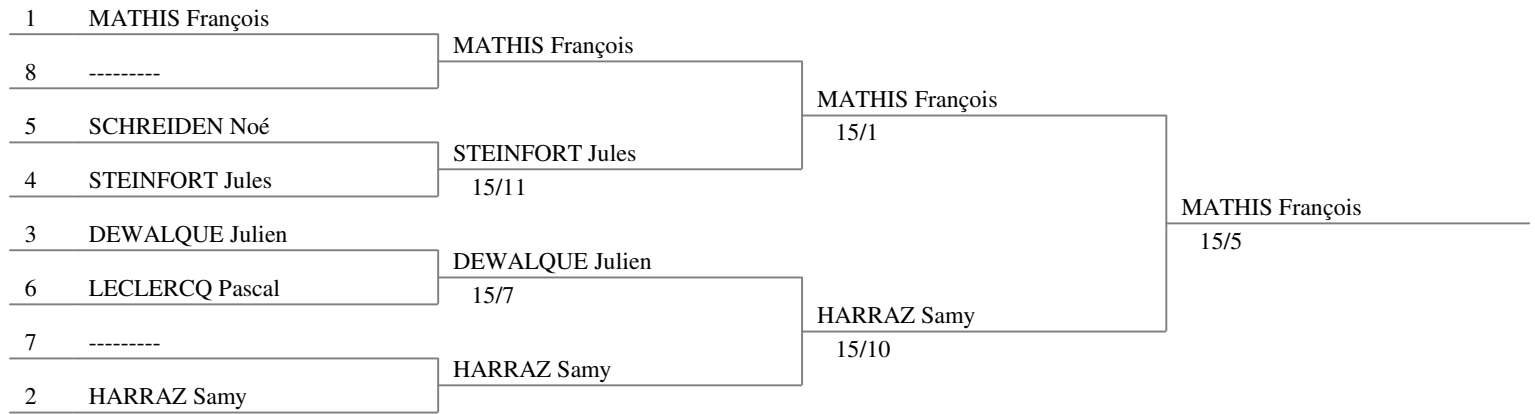 1 MATHIS François
8 ---------
5 SCHREIDEN Noé
4 STEINFORT Jules
3 DEWALQUE Julien
6 LECLERCQ Pascal
7 ---------
2 HARRAZ Samy
MATHIS François
STEINFORT Jules
15/11
DEWALQUE Julien
15/7
HARRAZ Samy
MATHIS François
15/1
HARRAZ Samy
15/10
MATHIS François
15/5